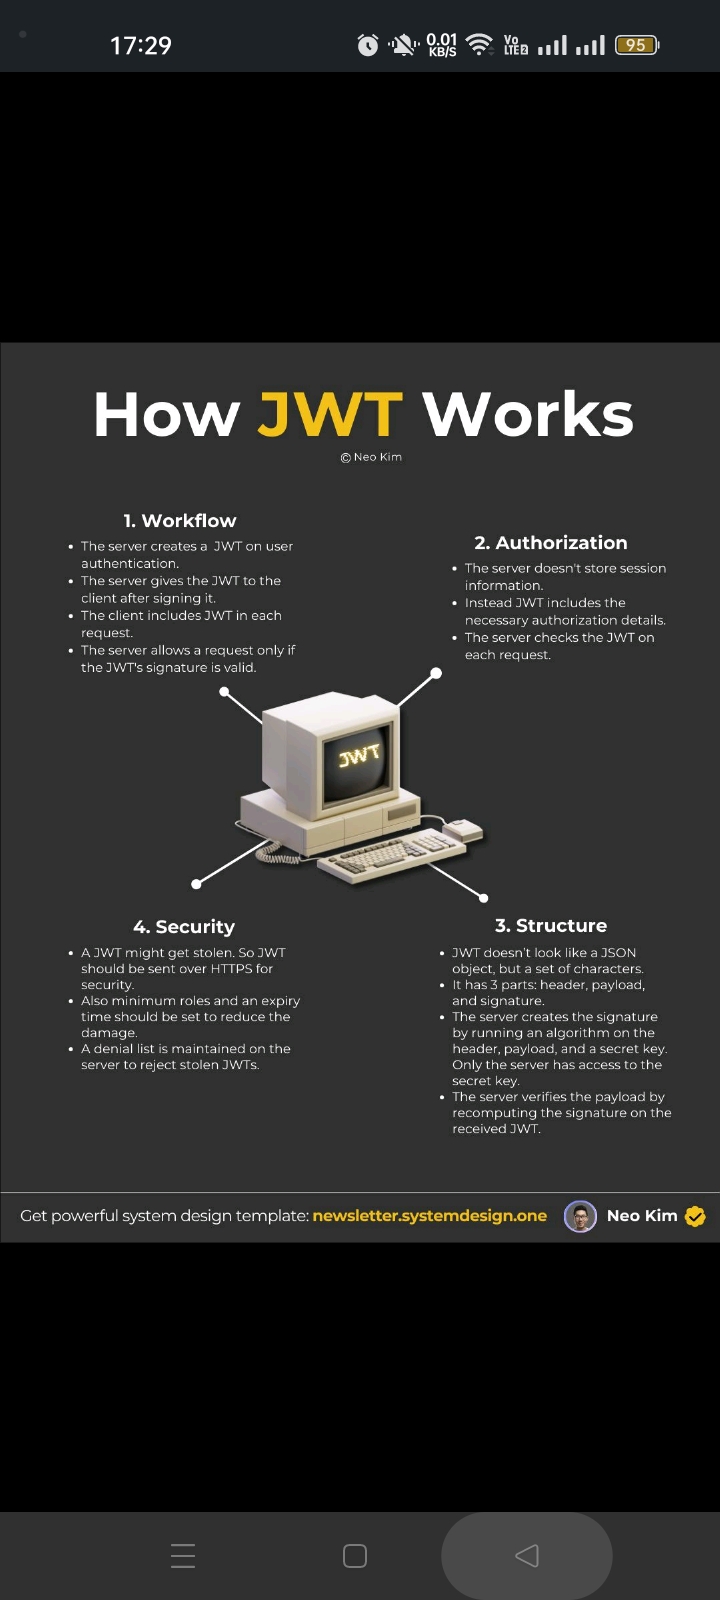 17:29
0.01
KB/S
Vo
LTE2
95
How JWT Works
© Neo Kim
1. Workflow
• The server creates a  JWT on user
authentication.
• The server gives the JWT to the
client after signing it.
• The client includes JWT in each
request.
• The server allows a request only if
the JWT's signature is valid.
2. Authorization
• The server doesn't store session
information.
• Instead JWT includes the
necessary authorization details.
• The server checks the JWT on
each request.
JWT
4. Security
• A JWT might get stolen. So JWT
should be sent over HTTPS for
security.
• Also minimum roles and an expiry
time should be set to reduce the
damage.
• A denial list is maintained on the
server to reject stolen JWTs.
3. Structure
• JWT doesn't look like a JSON
object, but a set of characters.
• It has 3 parts: header, payload,
and signature.
• The server creates the signature
by running an algorithm on the
header, payload, and a secret key.
Only the server has access to the
secret key.
• The server verifies the payload by
recomputing the signature on the
received JWT.
Get powerful system design template: newsletter.systemdesign.one Neo Kim